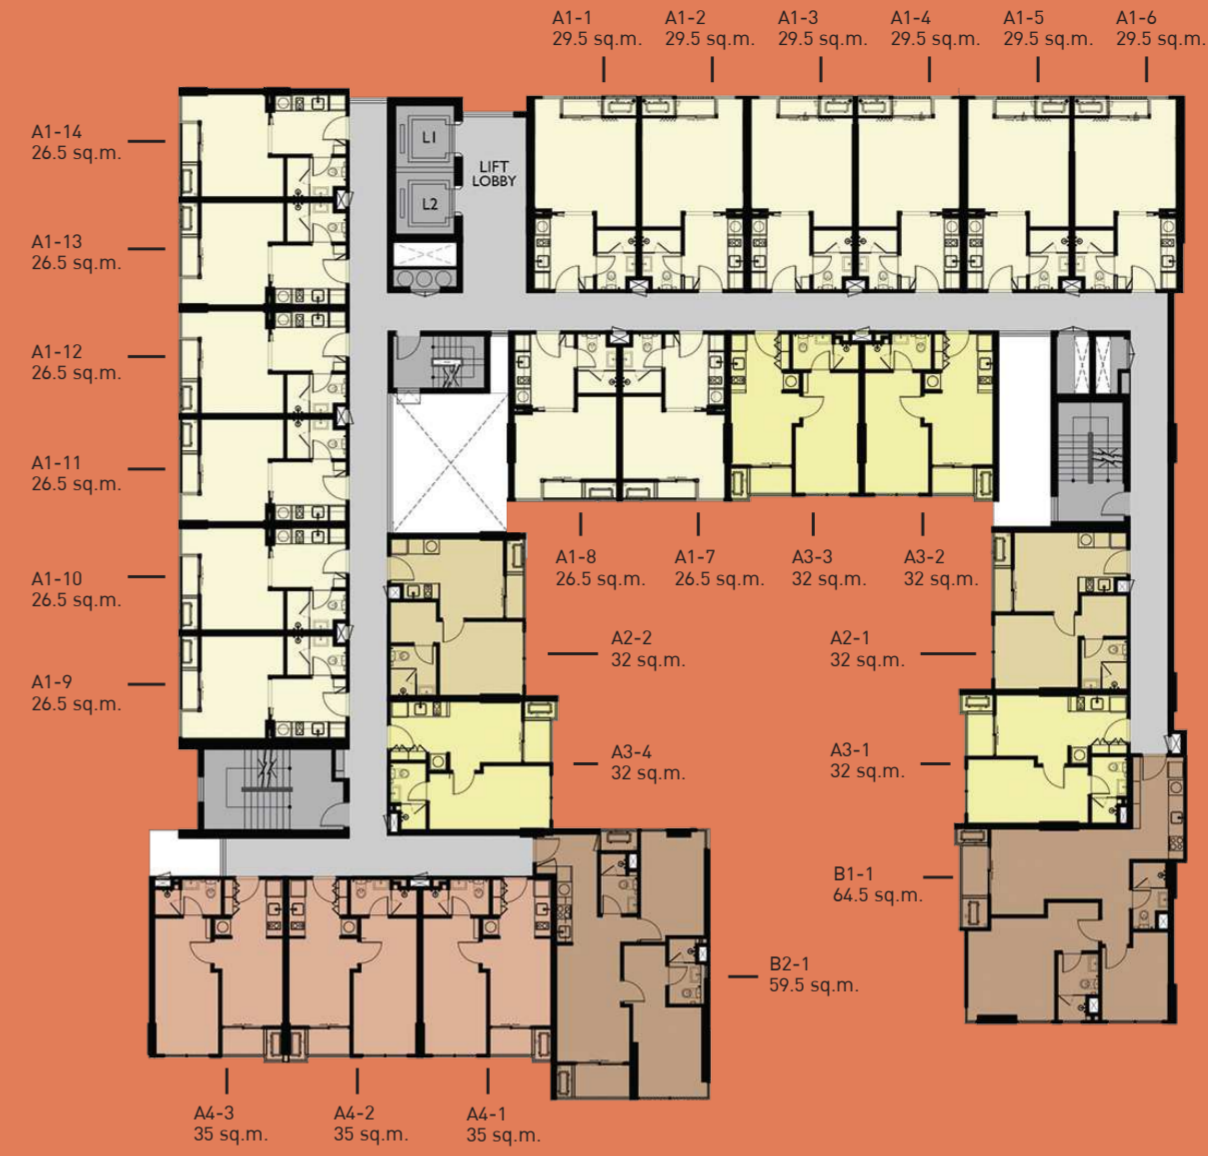 A1-1
29.5 sq.m.
A1-2
29.5 sq.m.
A1-3
29.5 sq.m.
A1-4
29.5 sq.m.
A1-5
29.5 sq.m.
A1-6
29.5 sq.m.
A1-14
26.5 sq.m.
L1
LIFT
LOBBY
L2
A1-13
26.5 sq.m.
A1-12
26.5 sq.m.
A1-11
26.5 sq.m.
A1-10
26.5 sq.m.
A1-9
26.5 sq.m.
A1-8
26.5 sq.m.
A1-7
26.5 sq.m.
A3-3
32 sq.m.
A3-2
32 sq.m.
A2-2
32 sq.m.
A2-1
32 sq.m.
A3-4
32 sq.m.
A3-1
32 sq.m.
B1-1
64.5 sq.m.
B2-1
59.5 sq.m.
A4-3
35 sq.m.
A4-2
35 sq.m.
A4-1
35 sq.m.